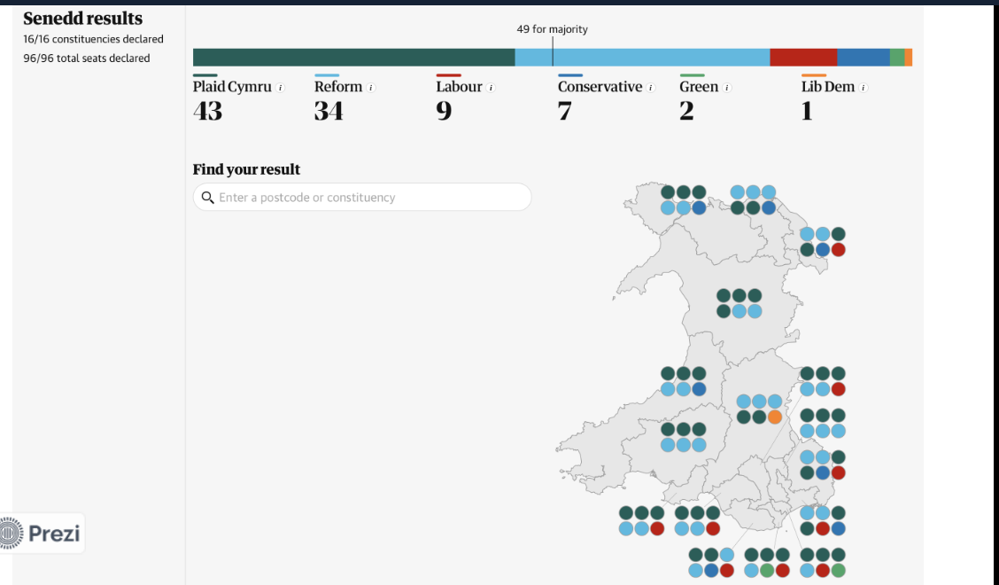 Senedd results
16/16 constituencies declared
96/96 total seats declared
49 for majority
Plaid Cymru i
43
Reform i
34
Labour i
9
Conservative i
7
Green i
2
Lib Dem i
1
Find your result
Enter a postcode or constituency
Prezi